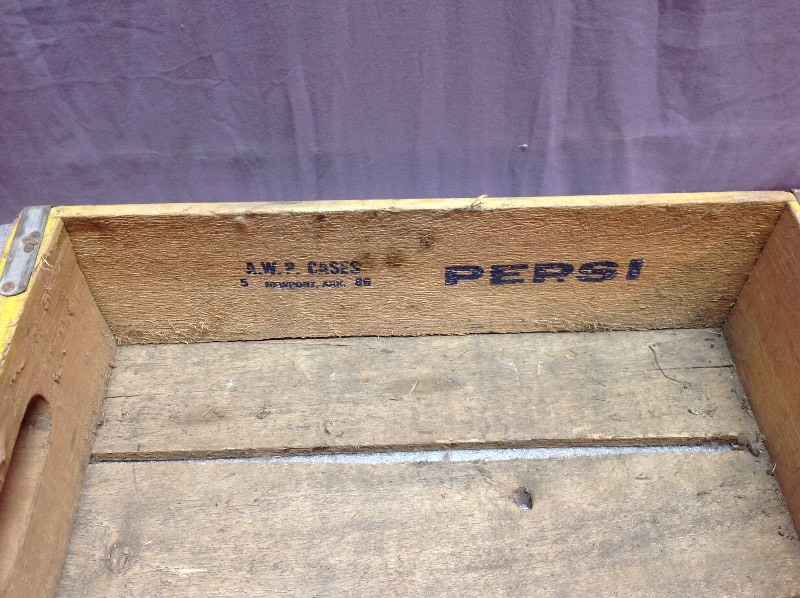 A.W.P. CASES
5 NEWPORT, ARK. 86
PEPSI